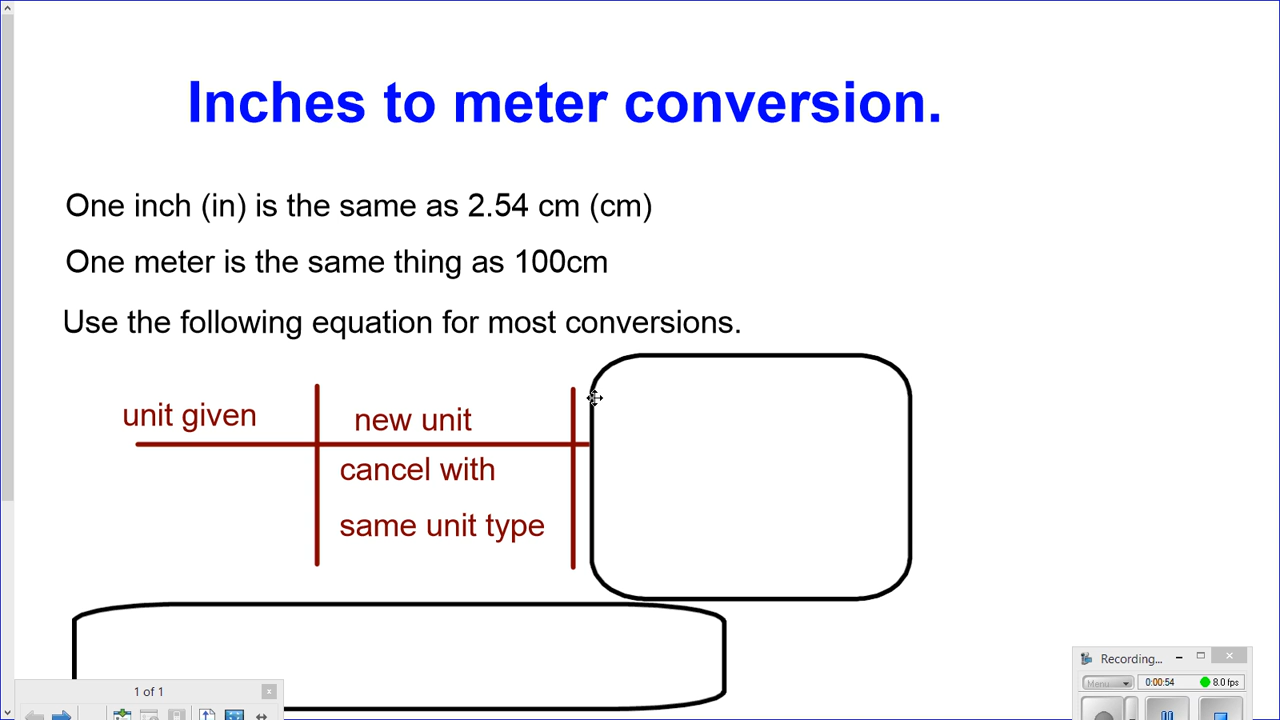 Inches to meter conversion.
One inch (in) is the same as 2.54 cm (cm)
One meter is the same thing as 100cm
Use the following equation for most conversions.
unit given
new unit
cancel with
same unit type
1 of 1
x
Recording...
Menu
0:00:54
8.0 fps